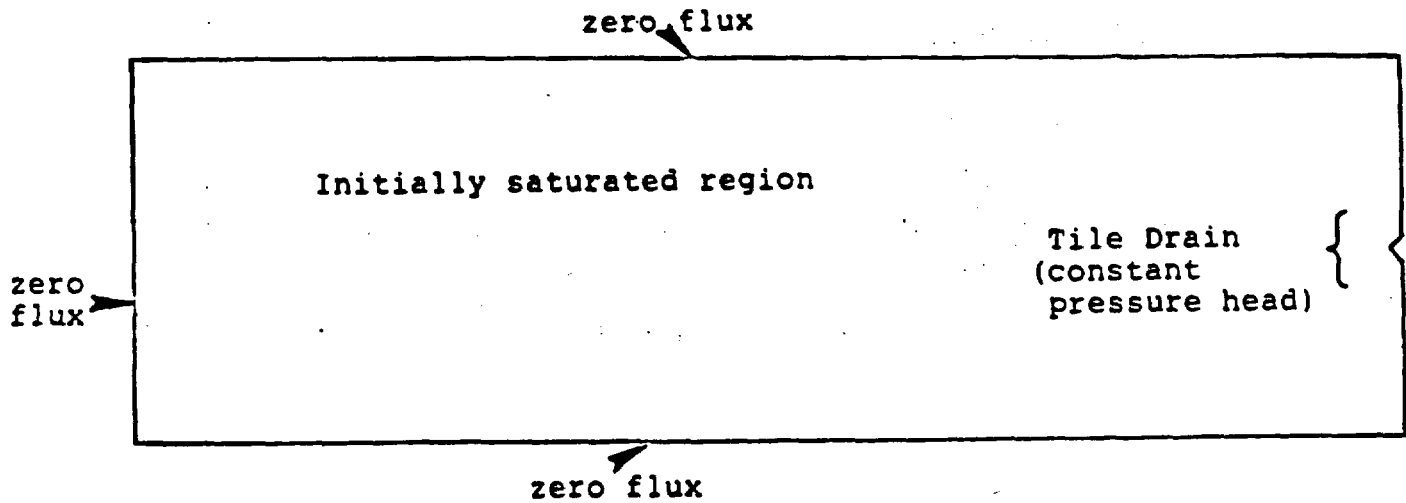 zero flux
Initially saturated region
Tile Drain
(constant
pressure head)
zero
flux
zero flux